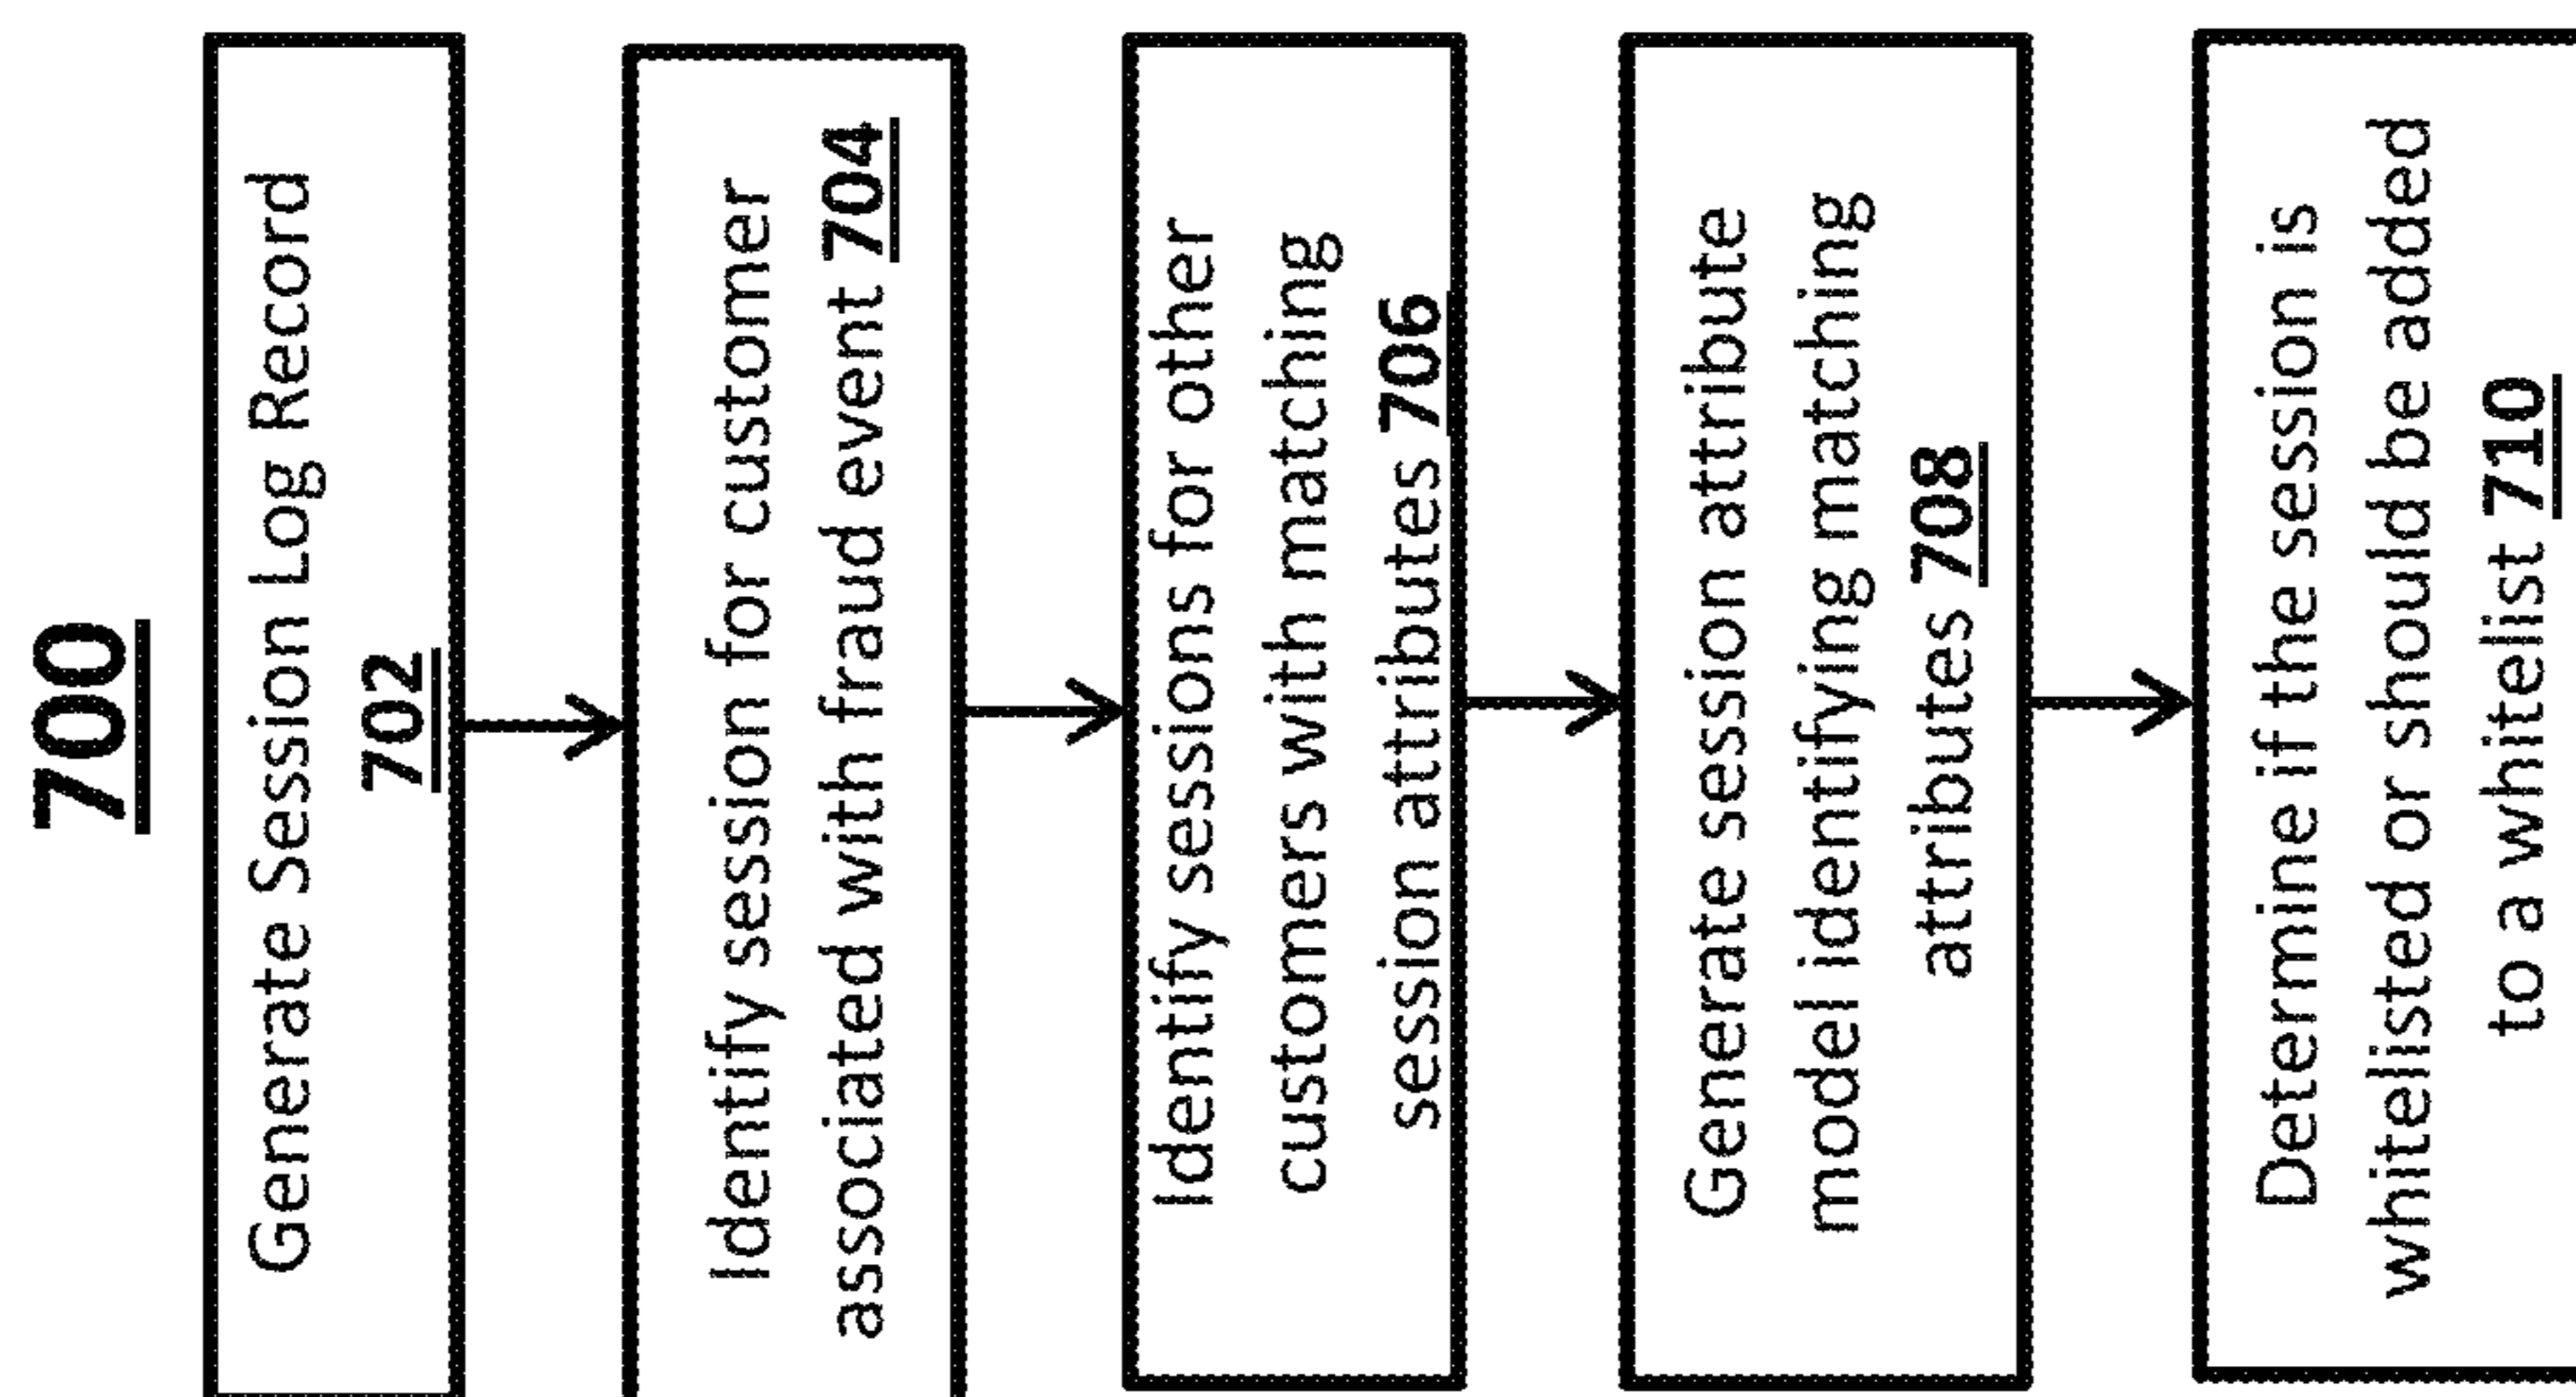 700
Generate Session Log Record
702
Identify session for customer
associated with fraud event 704
Identify sessions for other
customers with matching
session attributes 706
Generate session attribute
model identifying matching
attributes 708
Determine if the session is
whitelisted or should be added
to a whitelist 710